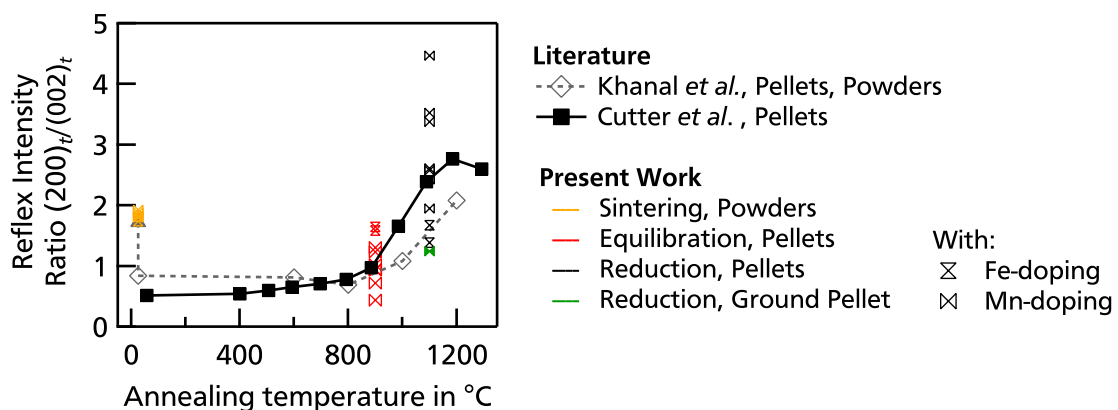 Reflex Intensity
Ratio (200)t/(002)t
5
4
3
2
1
0
0 400 800 1200
Annealing temperature in °C
Literature
Khanal et al., Pellets, Powders
Cutter et al. , Pellets
Present Work
Sintering, Powders
Equilibration, Pellets
Reduction, Pellets
Reduction, Ground Pellet
With:
Fe-doping
Mn-doping